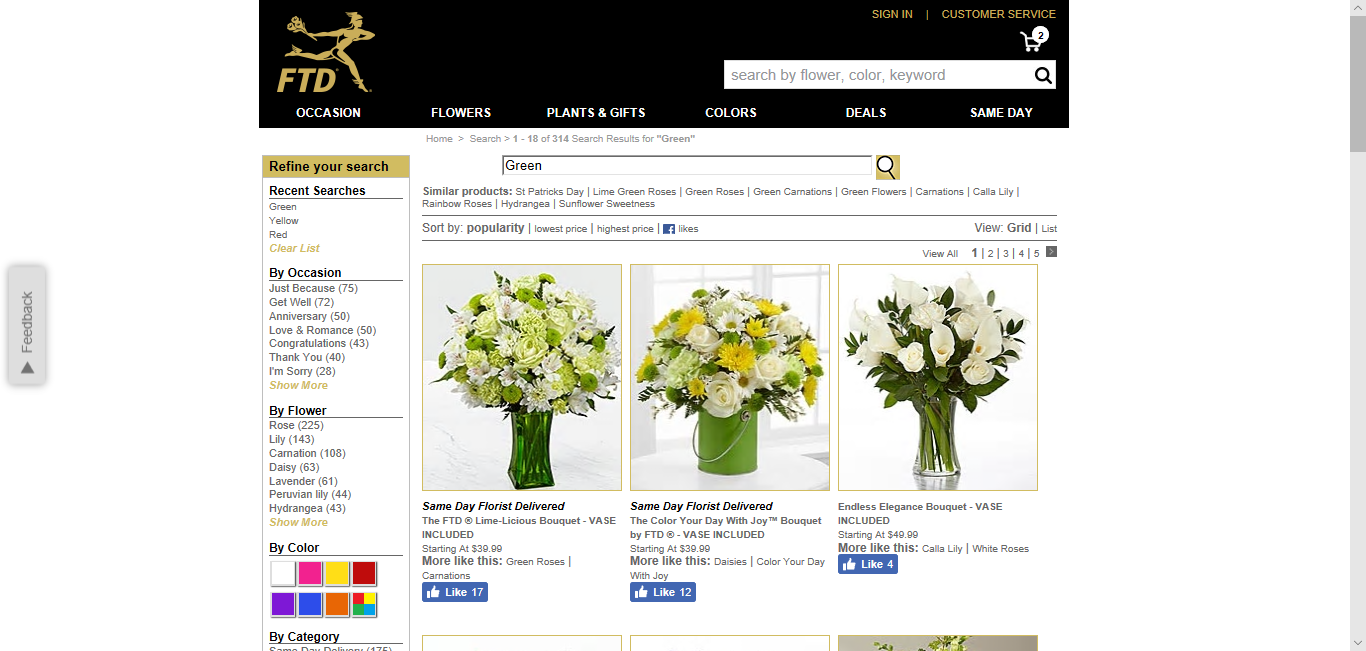 SIGN IN | CUSTOMER SERVICE
2
FTD
search by flower, color, keyword
OCCASION FLOWERS PLANTS & GIFTS COLORS DEALS SAME DAY
Home > Search > 1 - 18 of 314 Search Results for "Green"
Refine your search
Recent Searches
Green
Yellow
Red
Clear List
By Occasion
Just Because (75)
Get Well (72)
Anniversary (50)
Love & Romance (50)
Congratulations (43)
Thank You (40)
I'm Sorry (28)
Show More
By Flower
Rose (225)
Lily (143)
Carnation (108)
Daisy (63)
Lavender (61)
Peruvian lily (44)
Hydrangea (43)
Show More
By Color
By Category
Same Day Delivery (175)
Feedback
Green
Similar products: St Patricks Day | Lime Green Roses | Green Roses | Green Carnations | Green Flowers | Carnations | Calla Lily |
Rainbow Roses | Hydrangea | Sunflower Sweetness
Sort by: popularity | lowest price | highest price | likes
View: Grid | List
View All 1 | 2 | 3 | 4 | 5 >
Same Day Florist Delivered
The FTD ® Lime-Licious Bouquet - VASE
INCLUDED
Starting At $39.99
More like this: Green Roses |
Carnations
Like 17
Same Day Florist Delivered
The Color Your Day With Joy™ Bouquet
by FTD ® - VASE INCLUDED
Starting At $39.99
More like this: Daisies | Color Your Day
With Joy
Like 12
Endless Elegance Bouquet - VASE
INCLUDED
Starting At $49.99
More like this: Calla Lily | White Roses
Like 4